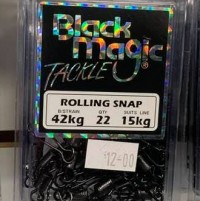 Black
magic®
TACKLE
ROLLING SNAP
B/STRAIN QTY SUITS LINE
42kg 22 15kg
12-00